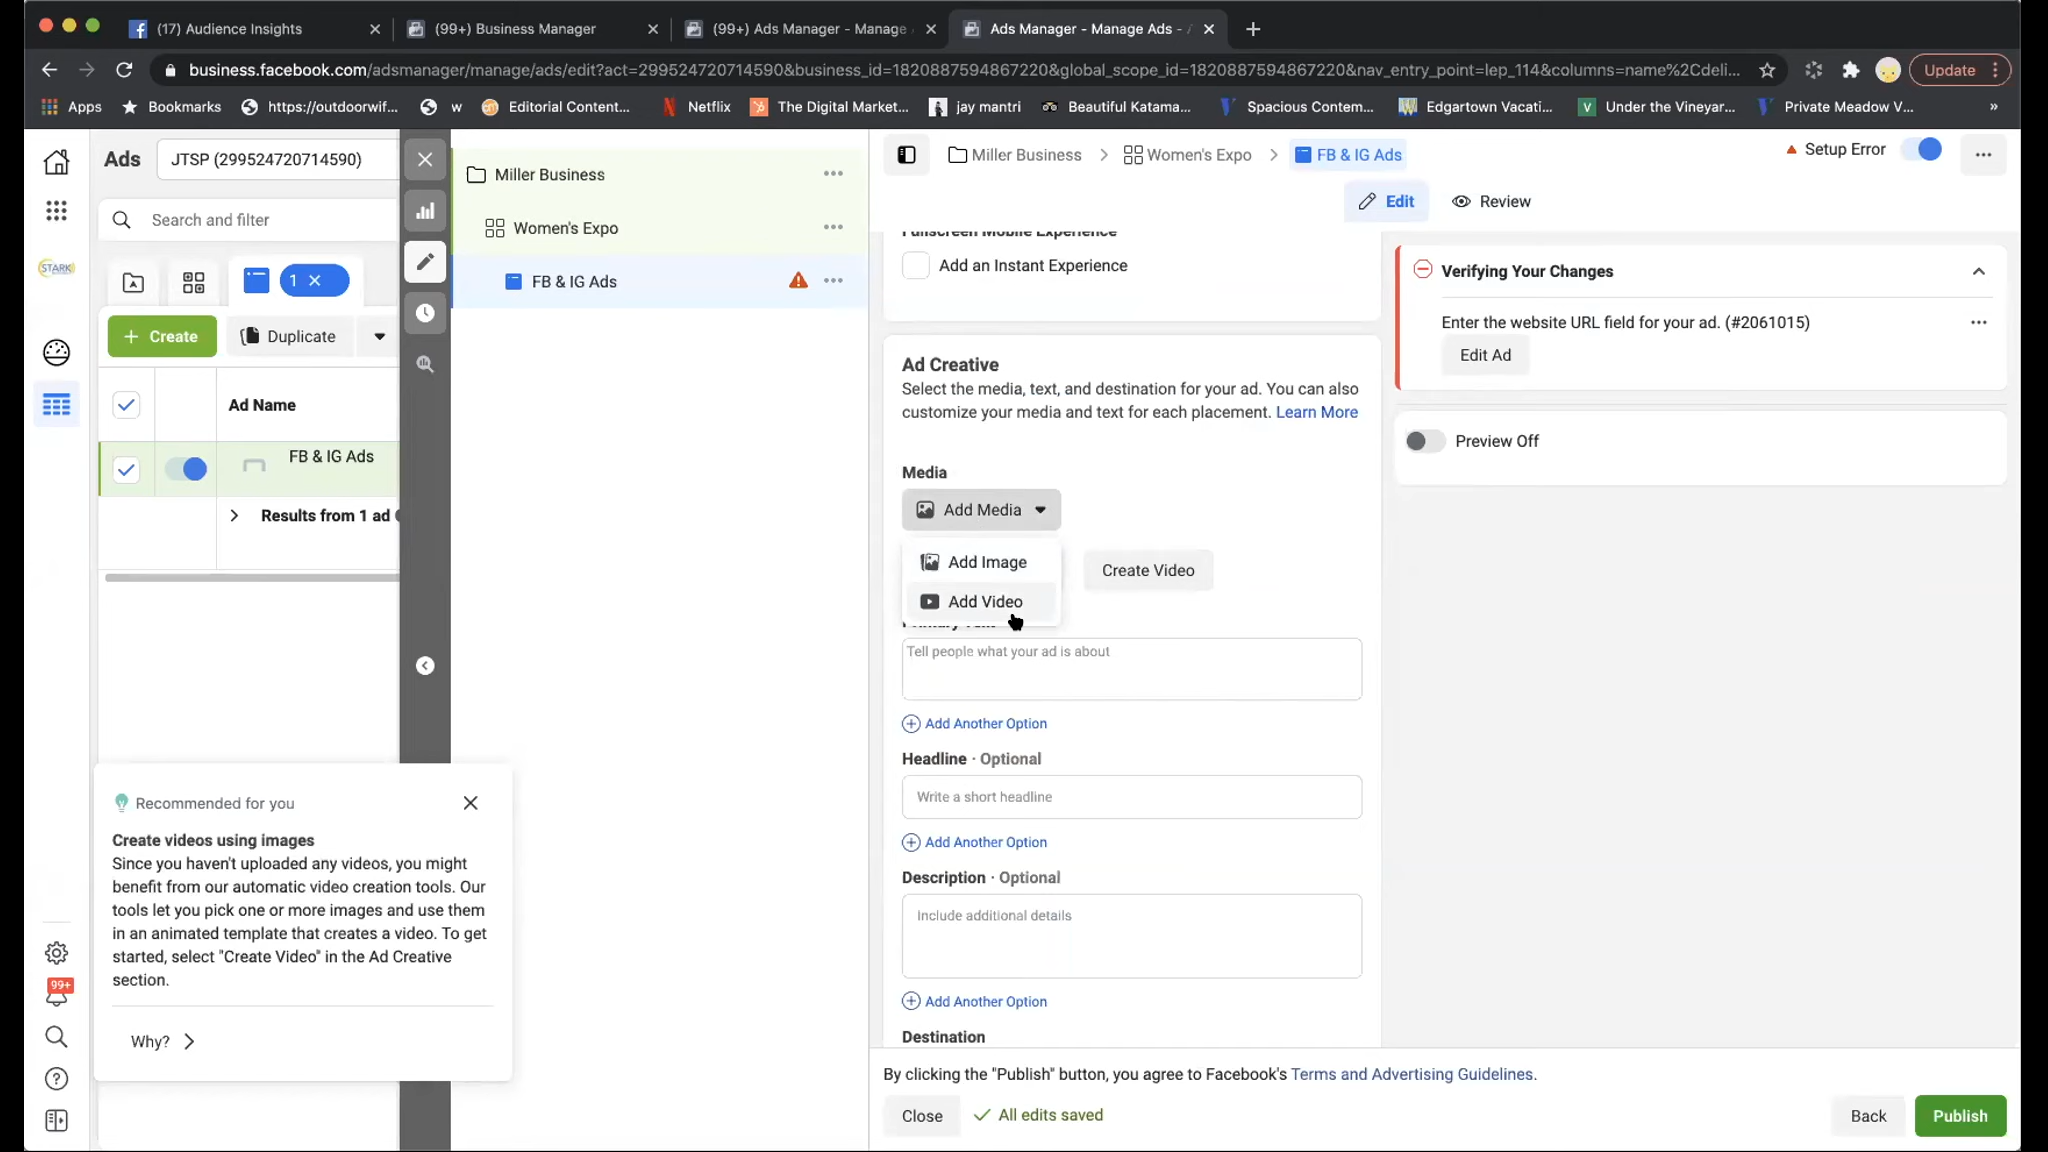 (17) Audience Insights
(99+) Business Manager
(99+) Ads Manager - Manage
Ads Manager - Manage Ads -
business.facebook.com/adsmanager/manage/ads/edit?act=299524720714590&business_id=1820887594867220&global_scope_id=1820887594867220&nav_entry_point=lep_114&columns=name%2Cdeli...
Update
Apps
Bookmarks
https://outdoorwif...
w
Editorial Content...
Netflix
The Digital Market...
jay mantri
Beautiful Katama...
Spacious Contem...
Edgartown Vacati...
Under the Vineyar...
Private Meadow V...
»
Ads
JTSP (299524720714590)
Search and filter
STARK
1
Create
Duplicate
Ad Name
FB & IG Ads
Results from 1 ad
Recommended for you
Create videos using images
Since you haven't uploaded any videos, you might
benefit from our automatic video creation tools. Our
tools let you pick one or more images and use them
in an animated template that creates a video. To get
started, select "Create Video" in the Ad Creative
section.
Why?
99+
Miller Business
Women's Expo
FB & IG Ads
Miller Business
Women's Expo
FB & IG Ads
Setup Error
Edit
Review
Fullscreen Mobile Experience
Add an Instant Experience
Ad Creative
Select the media, text, and destination for your ad. You can also
customize your media and text for each placement. Learn More
Media
Add Media
Add Image
Add Video
Create Video
Tell people what your ad is about
Add Another Option
Headline · Optional
Write a short headline
Add Another Option
Description · Optional
Include additional details
Add Another Option
Destination
Verifying Your Changes
Enter the website URL field for your ad. (#2061015)
Edit Ad
Preview Off
By clicking the "Publish" button, you agree to Facebook's Terms and Advertising Guidelines.
Close
All edits saved
Back
Publish